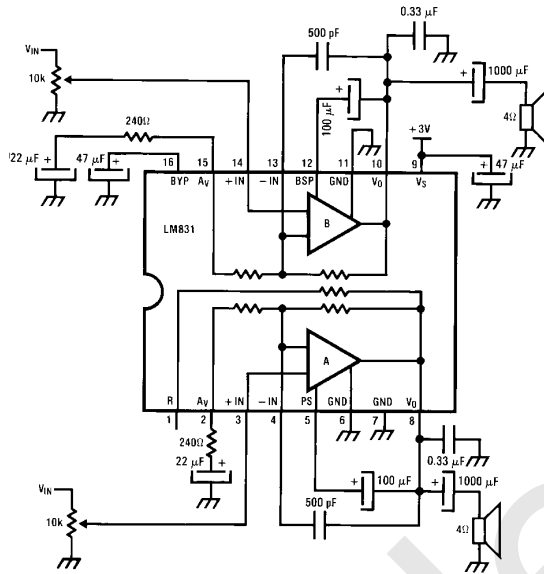 0.33 µF
500 pF
VIN
10k
100 µF
1000 µF
4Ω
240Ω
+3V
22 µF
47 µF
47 µF
16 15 14 13 12 11 10 9
BYP AV +IN −IN BSP GND VO VS
LM831
B
A
R AV +IN −IN PS GND GND VO
1 2 3 4 5 6 7 8
240Ω
22 µF
0.33 µF
100 µF
1000 µF
VIN
10k
500 pF
4Ω